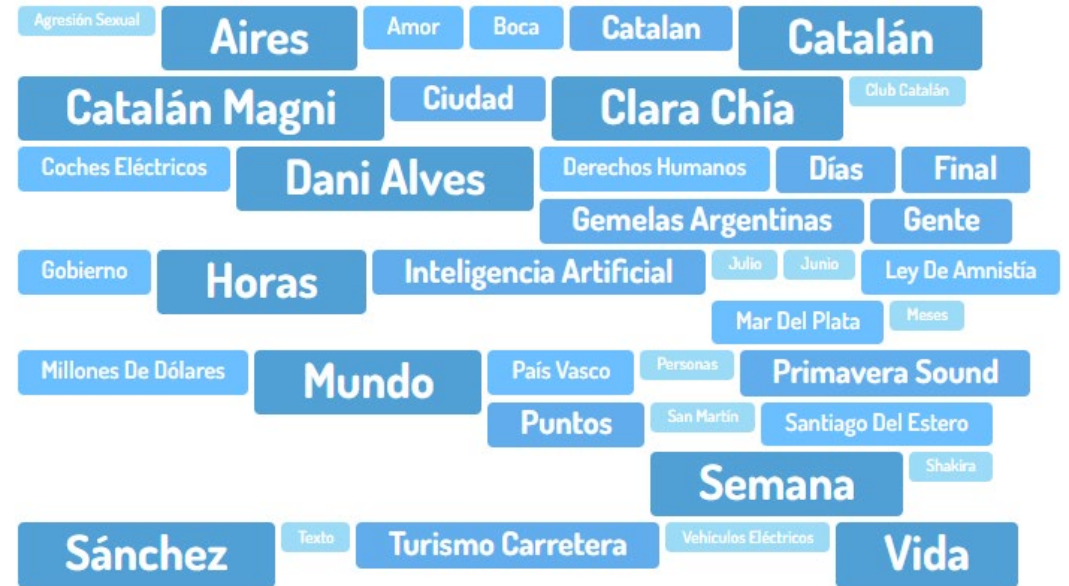 Agresión Sexual Aires Amor Boca Catalan Catalán
Catalán Magni Ciudad Clara Chía Club Catalán
Coches Eléctricos Dani Alves Derechos Humanos Días Final
Gemelas Argentinas Gente
Gobierno Horas Inteligencia Artificial Julio Junio Ley De Amnistía
Mar Del Plata Meses
Millones De Dólares Mundo País Vasco Personas Primavera Sound
Puntos San Martín Santiago Del Estero
Semana Shakira
Sánchez Texto Turismo Carretera Vehículos Eléctricos Vida